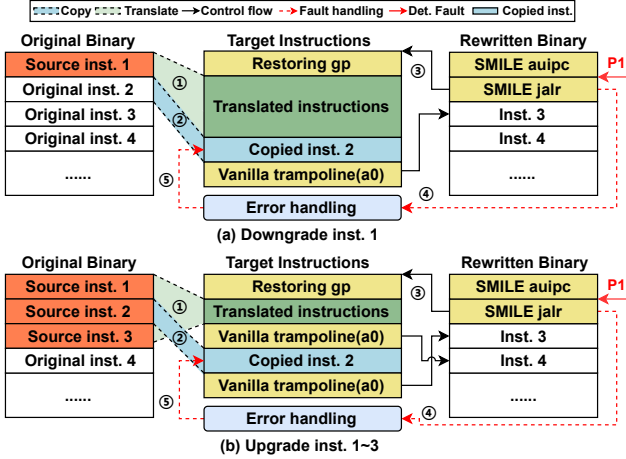 Copy Translate Control flow Fault handling Det. Fault Copied inst.
Original Binary Target Instructions Rewritten Binary
Source inst. 1
Original inst. 2
Original inst. 3
Original inst. 4
......
①
②
⑤
Restoring gp
Translated instructions
Copied inst. 2
Vanilla trampoline(a0)
Error handling
③
④
SMILE auipc
SMILE jalr
Inst. 3
Inst. 4
......
P1
(a) Downgrade inst. 1
Original Binary Target Instructions Rewritten Binary
Source inst. 1
Source inst. 2
Source inst. 3
Original inst. 4
......
①
②
⑤
Restoring gp
Translated instructions
Vanilla trampoline(a0)
Copied inst. 2
Vanilla trampoline(a0)
Error handling
③
④
SMILE auipc
SMILE jalr
Inst. 3
Inst. 4
......
P1
(b) Upgrade inst. 1~3